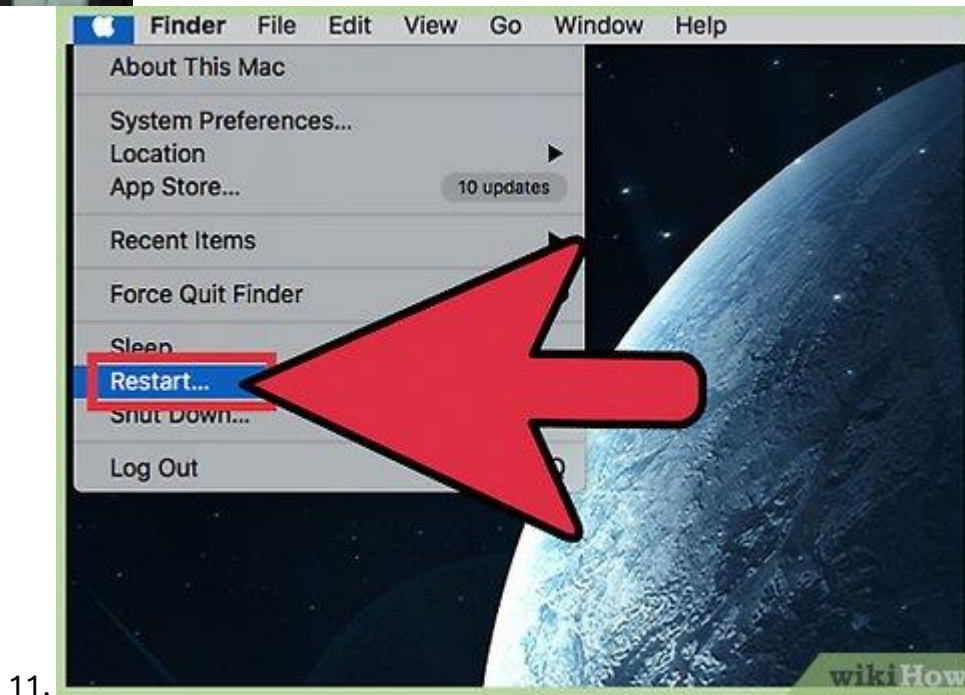 Finder File Edit View Go Window Help
About This Mac
System Preferences...
Location
App Store... 10 updates
Recent Items
Force Quit Finder
Sleep
Restart...
Shut Down...
Log Out
wikiHow
11.